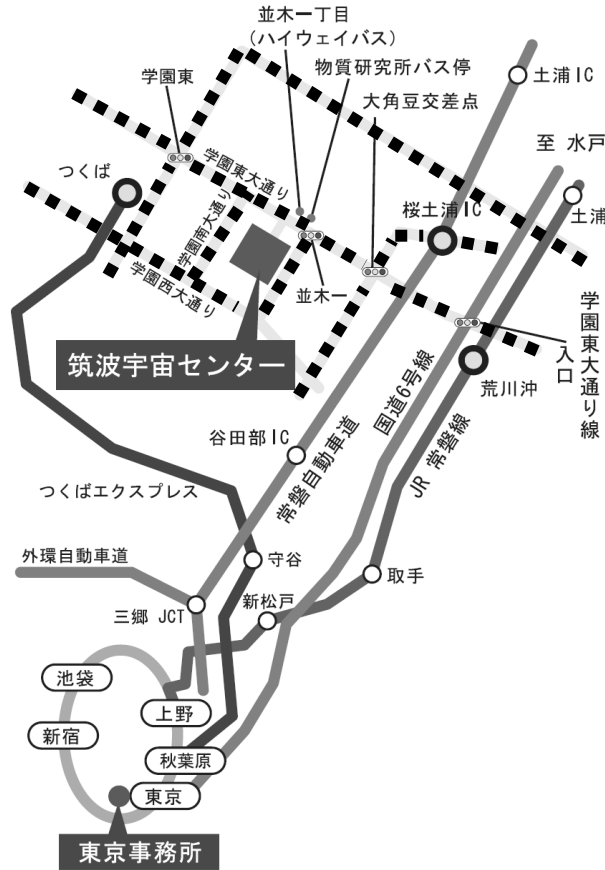 並木一丁目
（ハイウェイバス）
土浦IC
物質研究所バス停
学園東
大角豆交差点
至 水戸
つくば
学園東大通り
土浦
学園南大通り
桜土浦IC
学園西大通り
並木一
学園東大通り線
入口
筑波宇宙センター
荒川沖
国道6号線
谷田部IC
常磐自動車道
JR 常磐線
つくばエクスプレス
外環自動車道
守谷
取手
新松戸
三郷 JCT
池袋
上野
新宿
秋葉原
東京
東京事務所